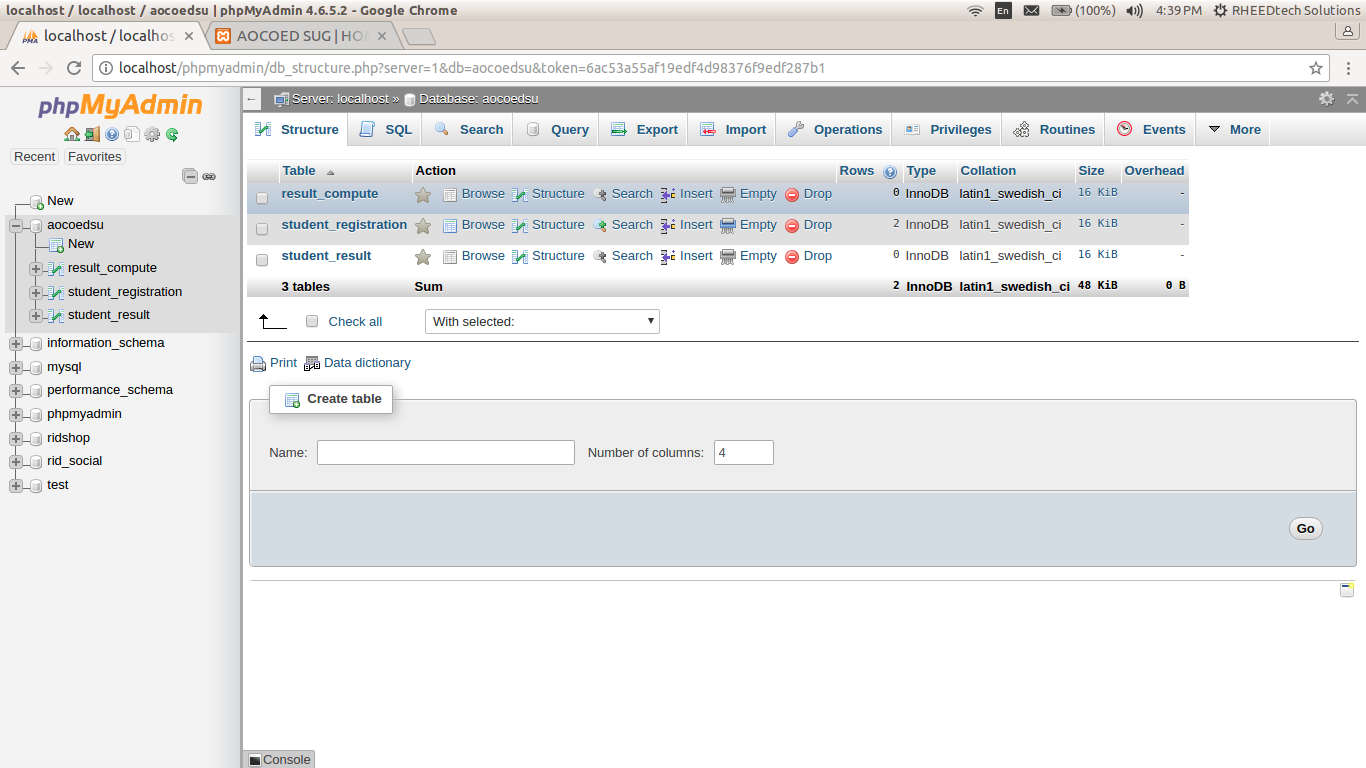 localhost / localhost / aocoedsu | phpMyAdmin 4.6.5.2 - Google Chrome
En (100%) 4:39 PM RHEEDtech Solutions
PMA localhost / localhos AOCOED SUG | HO
localhost/phpmyadmin/db_structure.php?server=1&db=aocoedsu&token=6ac53a55af19edf4d98376f9edf287b1
phpMyAdmin
Recent Favorites
New
aocoedsu
New
result_compute
student_registration
student_result
information_schema
mysql
performance_schema
phpmyadmin
ridshop
rid_social
test
Server: localhost » Database: aocoedsu
Structure SQL Search Query Export Import Operations Privileges Routines Events More
Table Action Rows Type Collation Size Overhead
result_compute Browse Structure Search Insert Empty Drop 0 InnoDB latin1_swedish_ci 16 KiB -
student_registration Browse Structure Search Insert Empty Drop 2 InnoDB latin1_swedish_ci 16 KiB -
student_result Browse Structure Search Insert Empty Drop 0 InnoDB latin1_swedish_ci 16 KiB -
3 tables Sum 2 InnoDB latin1_swedish_ci 48 KiB 0 B
Check all With selected:
Print Data dictionary
Create table
Name: Number of columns: 4
Go
Console